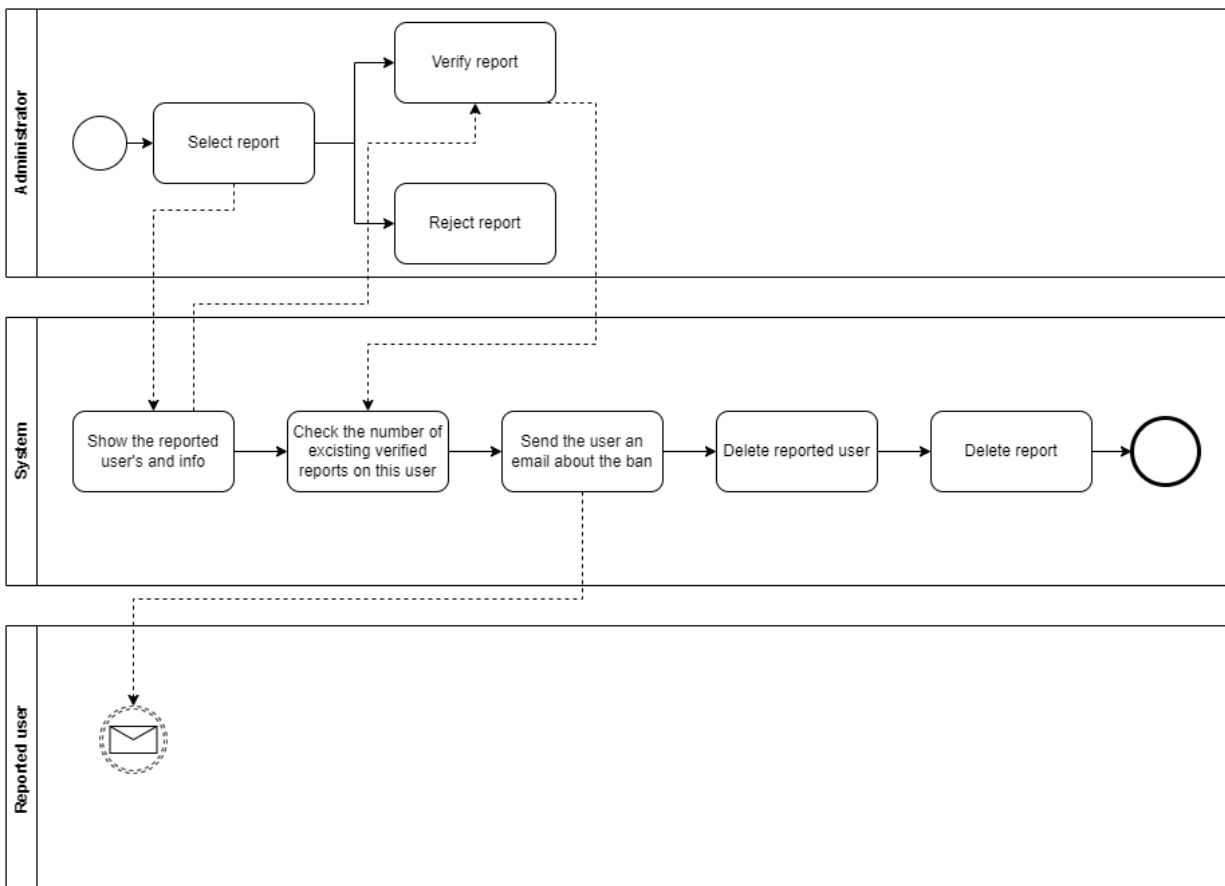 Administrator
Select report
Verify report
Reject report
System
Show the reported
user's and info
Check the number of
excisting verified
reports on this user
Send the user an
email about the ban
Delete reported user
Delete report
Reported user